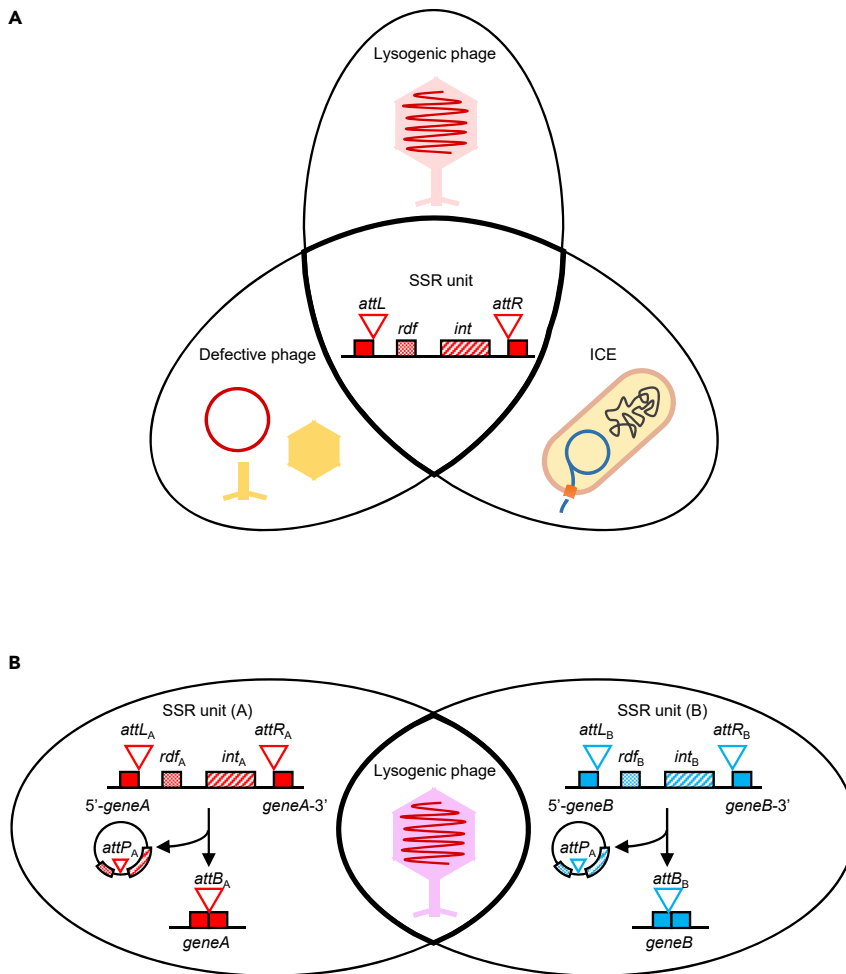 A
Lysogenic phage
SSR unit
attL
attR
rdf
int
Defective phage
ICE
B
SSR unit (A)
attLA
attRA
rdfA
intA
5'-geneA
geneA-3'
attPA
attBA
geneA
Lysogenic phage
SSR unit (B)
attLB
attRB
rdfB
intB
5'-geneB
geneB-3'
attPA
attBB
geneB